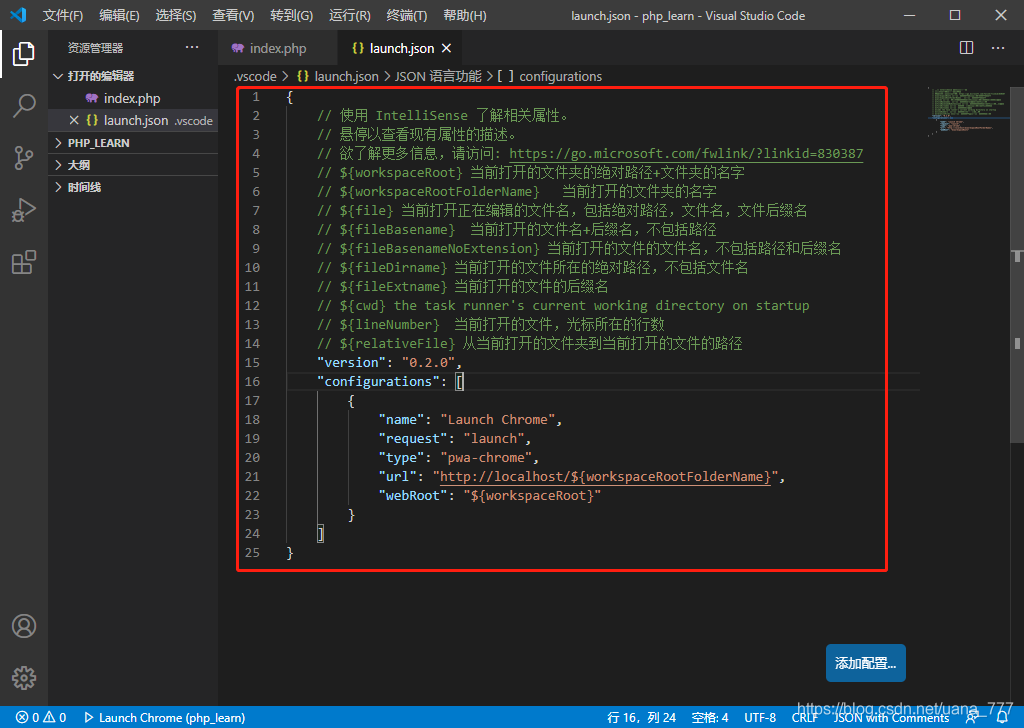 文件(F) 编辑(E) 选择(S) 查看(V) 转到(G) 运行(R) 终端(T) 帮助(H) launch.json - php_learn - Visual Studio Code
资源管理器 ···
打开的编辑器
index.php
launch.json .vscode
PHP_LEARN
大纲
时间线
index.php {} launch.json
.vscode > {} launch.json > JSON 语言功能 > [ ] configurations
1 {
2 // 使用 IntelliSense 了解相关属性。
3 // 悬停以查看现有属性的描述。
4 // 欲了解更多信息，请访问: https://go.microsoft.com/fwlink/?linkid=830387
5 // ${workspaceRoot} 当前打开的文件夹的绝对路径+文件夹的名字
6 // ${workspaceRootFolderName} 当前打开的文件夹的名字
7 // ${file} 当前打开正在编辑的文件名，包括绝对路径，文件名，文件后缀名
8 // ${fileBasename} 当前打开的文件名+后缀名，不包括路径
9 // ${fileBasenameNoExtension} 当前打开的文件的文件名，不包括路径和后缀名
10 // ${fileDirname} 当前打开的文件所在的绝对路径，不包括文件名
11 // ${fileExtname} 当前打开的文件的后缀名
12 // ${cwd} the task runner's current working directory on startup
13 // ${lineNumber} 当前打开的文件，光标所在的行数
14 // ${relativeFile} 从当前打开的文件夹到当前打开的文件的路径
15 "version": "0.2.0",
16 "configurations": [
17 {
18 "name": "Launch Chrome",
19 "request": "launch",
20 "type": "pwa-chrome",
21 "url": "http://localhost/${workspaceRootFolderName}",
22 "webRoot": "${workspaceRoot}"
23 }
24 ]
25 }
添加配置...
0 0 Launch Chrome (php_learn) 行 16，列 24 空格: 4 UTF-8 CRLF JSON with Comments
https://blog.csdn.net/uana_777